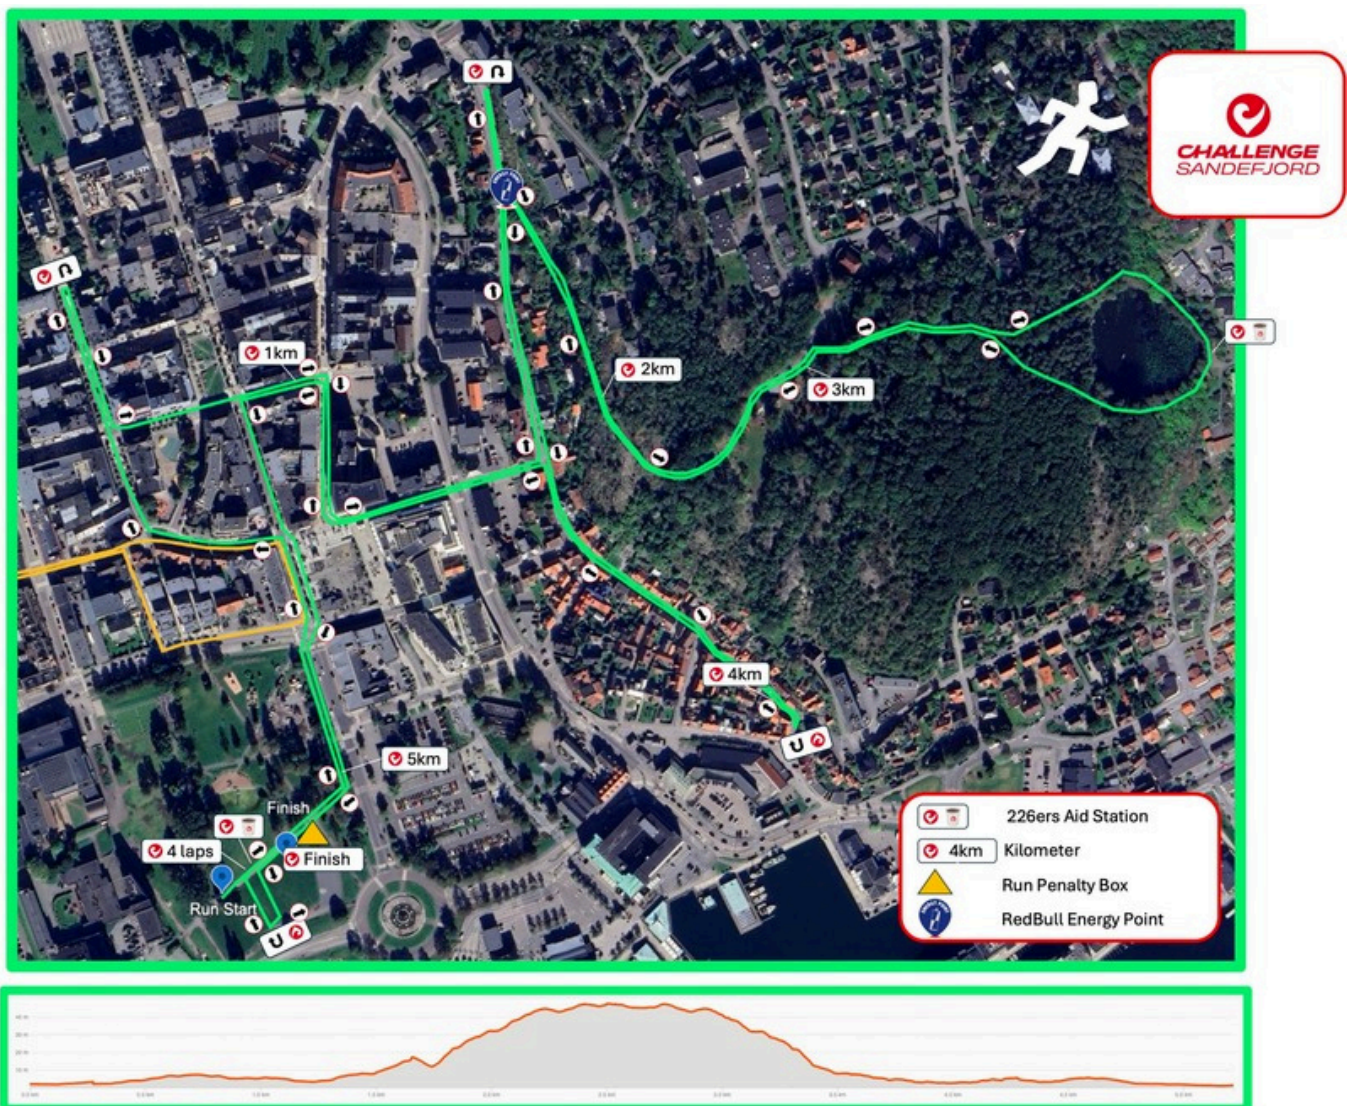 CHALLENGE
SANDEFJORD
1km
2km
3km
4km
5km
Finish
4 laps
Finish
Run Start
226ers Aid Station
4km Kilometer
Run Penalty Box
RedBull Energy Point